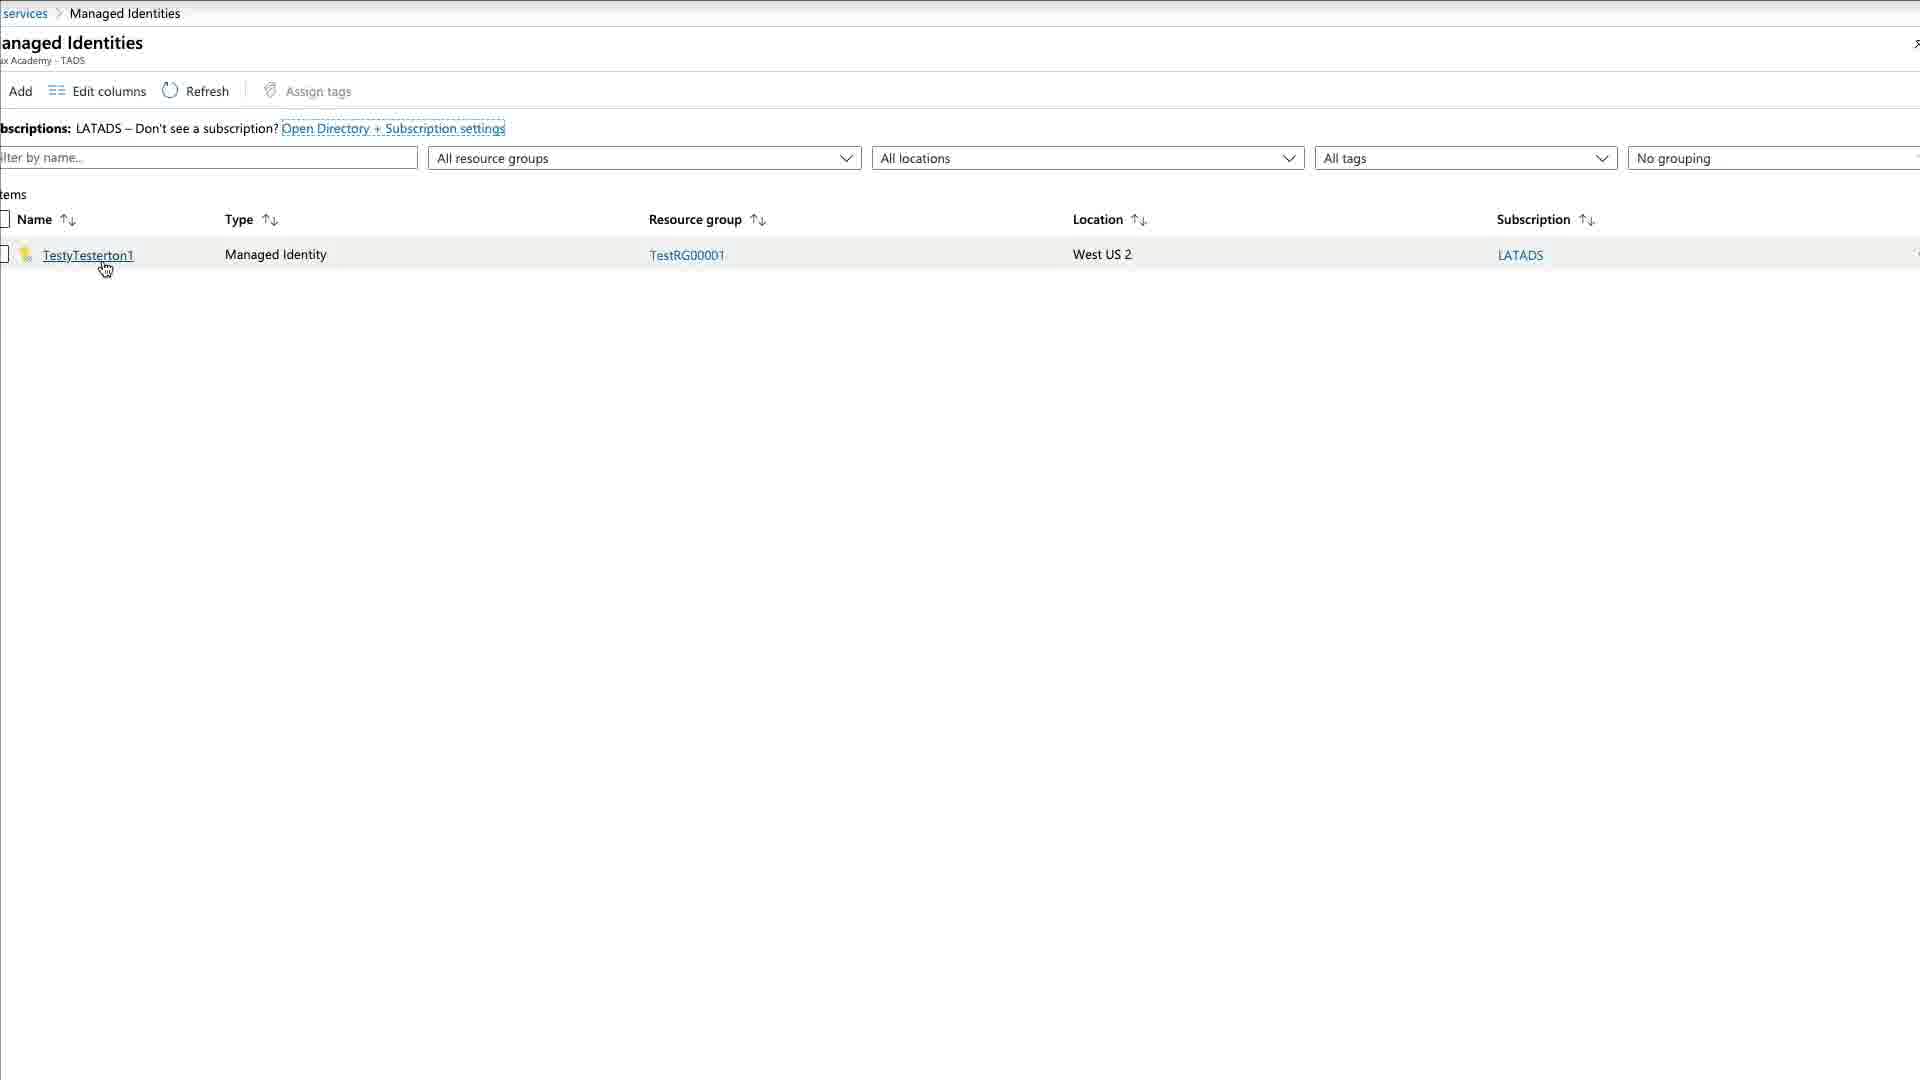 services > Managed Identities
anaged Identities
ux Academy - TADS
Add Edit columns Refresh Assign tags
bscriptions: LATADS – Don't see a subscription? Open Directory + Subscription settings
ilter by name... All resource groups All locations All tags No grouping
tems
Name Type Resource group Location Subscription
TestyTesterton1 Managed Identity TestRG00001 West US 2 LATADS